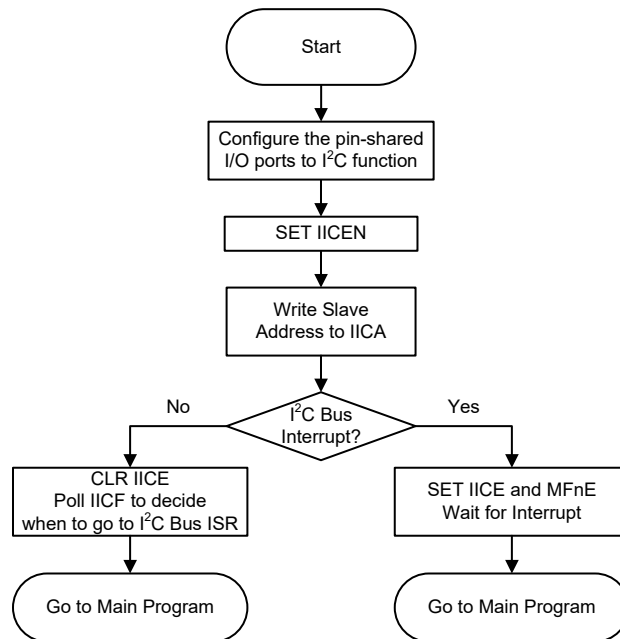 Start
Configure the pin-shared
I/O ports to I²C function
SET IICEN
Write Slave
Address to IICA
I²C Bus
Interrupt?
No
Yes
CLR IICE
Poll IICF to decide
when to go to I²C Bus ISR
SET IICE and MFnE
Wait for Interrupt
Go to Main Program
Go to Main Program